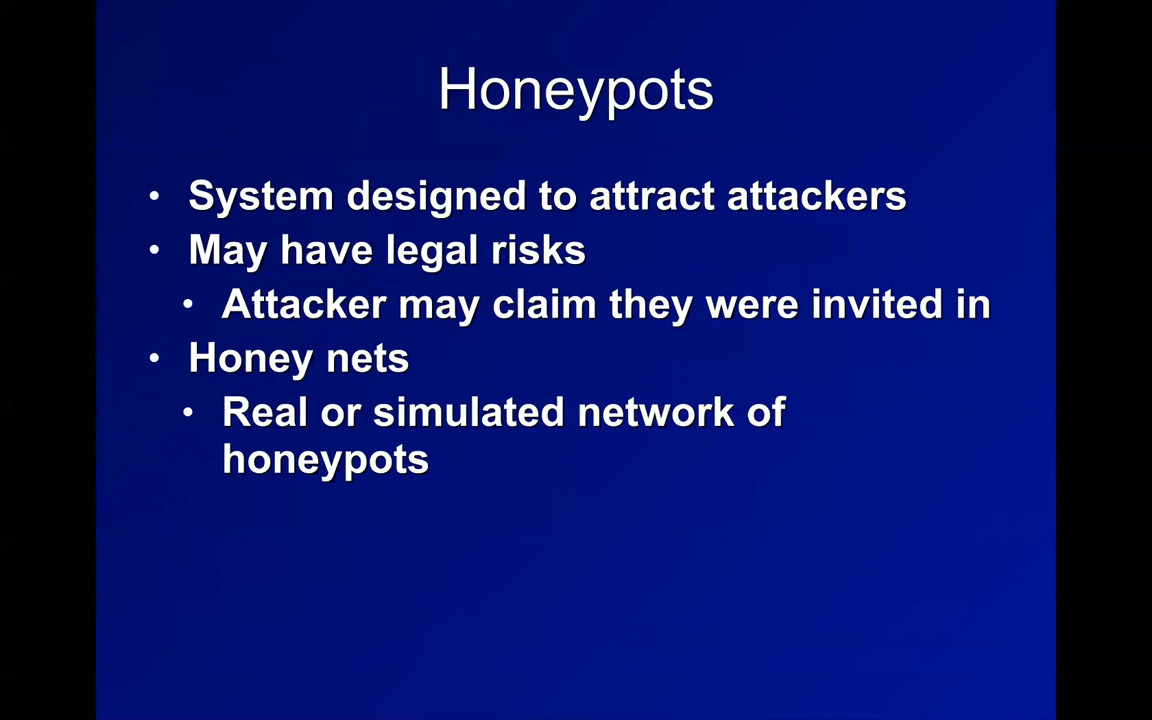 Honeypots
• System designed to attract attackers
• May have legal risks
• Attacker may claim they were invited in
• Honey nets
• Real or simulated network of
honeypots